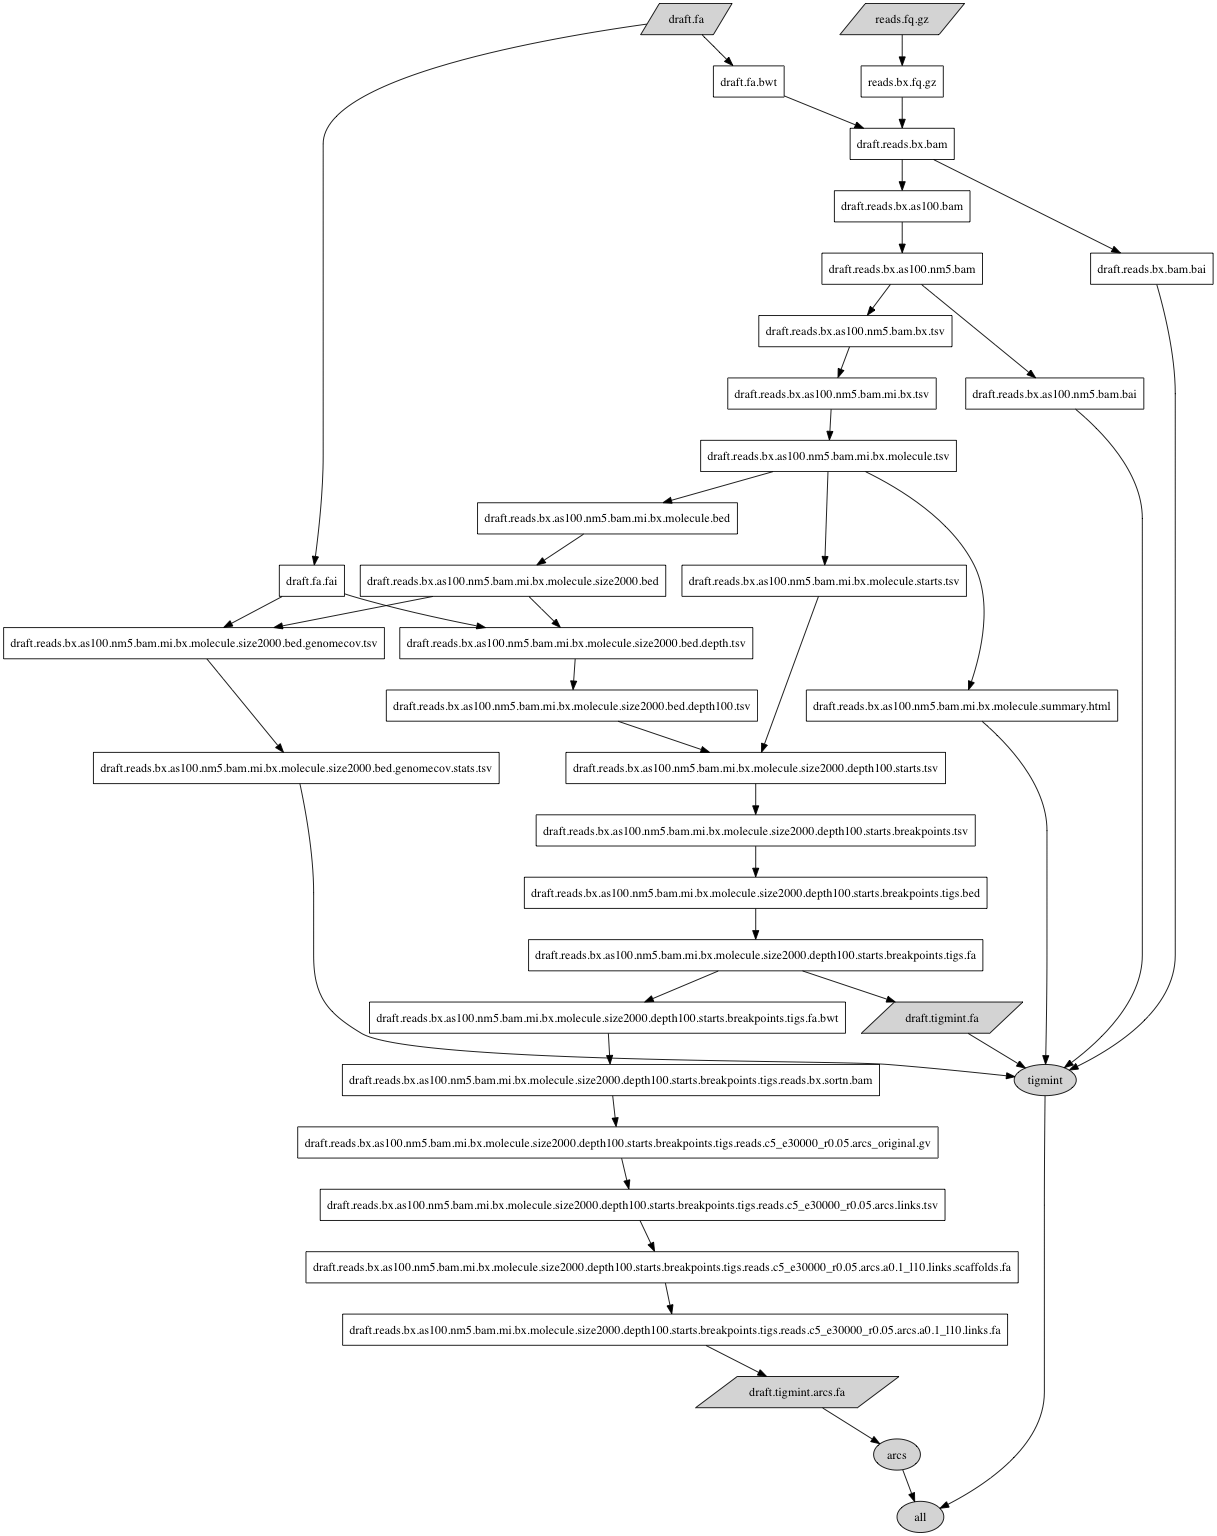 draft.fa
reads.fq.gz
draft.fa.bwt
reads.bx.fq.gz
draft.reads.bx.bam
draft.reads.bx.as100.bam
draft.reads.bx.as100.nm5.bam
draft.reads.bx.bam.bai
draft.reads.bx.as100.nm5.bam.bx.tsv
draft.reads.bx.as100.nm5.bam.mi.bx.tsv
draft.reads.bx.as100.nm5.bam.bai
draft.reads.bx.as100.nm5.bam.mi.bx.molecule.tsv
draft.reads.bx.as100.nm5.bam.mi.bx.molecule.bed
draft.fa.fai
draft.reads.bx.as100.nm5.bam.mi.bx.molecule.size2000.bed
draft.reads.bx.as100.nm5.bam.mi.bx.molecule.starts.tsv
draft.reads.bx.as100.nm5.bam.mi.bx.molecule.size2000.bed.genomecov.tsv
draft.reads.bx.as100.nm5.bam.mi.bx.molecule.size2000.bed.depth.tsv
draft.reads.bx.as100.nm5.bam.mi.bx.molecule.size2000.bed.depth100.tsv
draft.reads.bx.as100.nm5.bam.mi.bx.molecule.summary.html
draft.reads.bx.as100.nm5.bam.mi.bx.molecule.size2000.bed.genomecov.stats.tsv
draft.reads.bx.as100.nm5.bam.mi.bx.molecule.size2000.depth100.starts.tsv
draft.reads.bx.as100.nm5.bam.mi.bx.molecule.size2000.depth100.starts.breakpoints.tsv
draft.reads.bx.as100.nm5.bam.mi.bx.molecule.size2000.depth100.starts.breakpoints.tigs.bed
draft.reads.bx.as100.nm5.bam.mi.bx.molecule.size2000.depth100.starts.breakpoints.tigs.fa
draft.reads.bx.as100.nm5.bam.mi.bx.molecule.size2000.depth100.starts.breakpoints.tigs.fa.bwt
draft.tigmint.fa
draft.reads.bx.as100.nm5.bam.mi.bx.molecule.size2000.depth100.starts.breakpoints.tigs.reads.bx.sortn.bam
tigmint
draft.reads.bx.as100.nm5.bam.mi.bx.molecule.size2000.depth100.starts.breakpoints.tigs.reads.c5_e30000_r0.05.arcs_original.gv
draft.reads.bx.as100.nm5.bam.mi.bx.molecule.size2000.depth100.starts.breakpoints.tigs.reads.c5_e30000_r0.05.arcs.links.tsv
draft.reads.bx.as100.nm5.bam.mi.bx.molecule.size2000.depth100.starts.breakpoints.tigs.reads.c5_e30000_r0.05.arcs.a0.1_l10.links.scaffolds.fa
draft.reads.bx.as100.nm5.bam.mi.bx.molecule.size2000.depth100.starts.breakpoints.tigs.reads.c5_e30000_r0.05.arcs.a0.1_l10.links.fa
draft.tigmint.arcs.fa
arcs
all